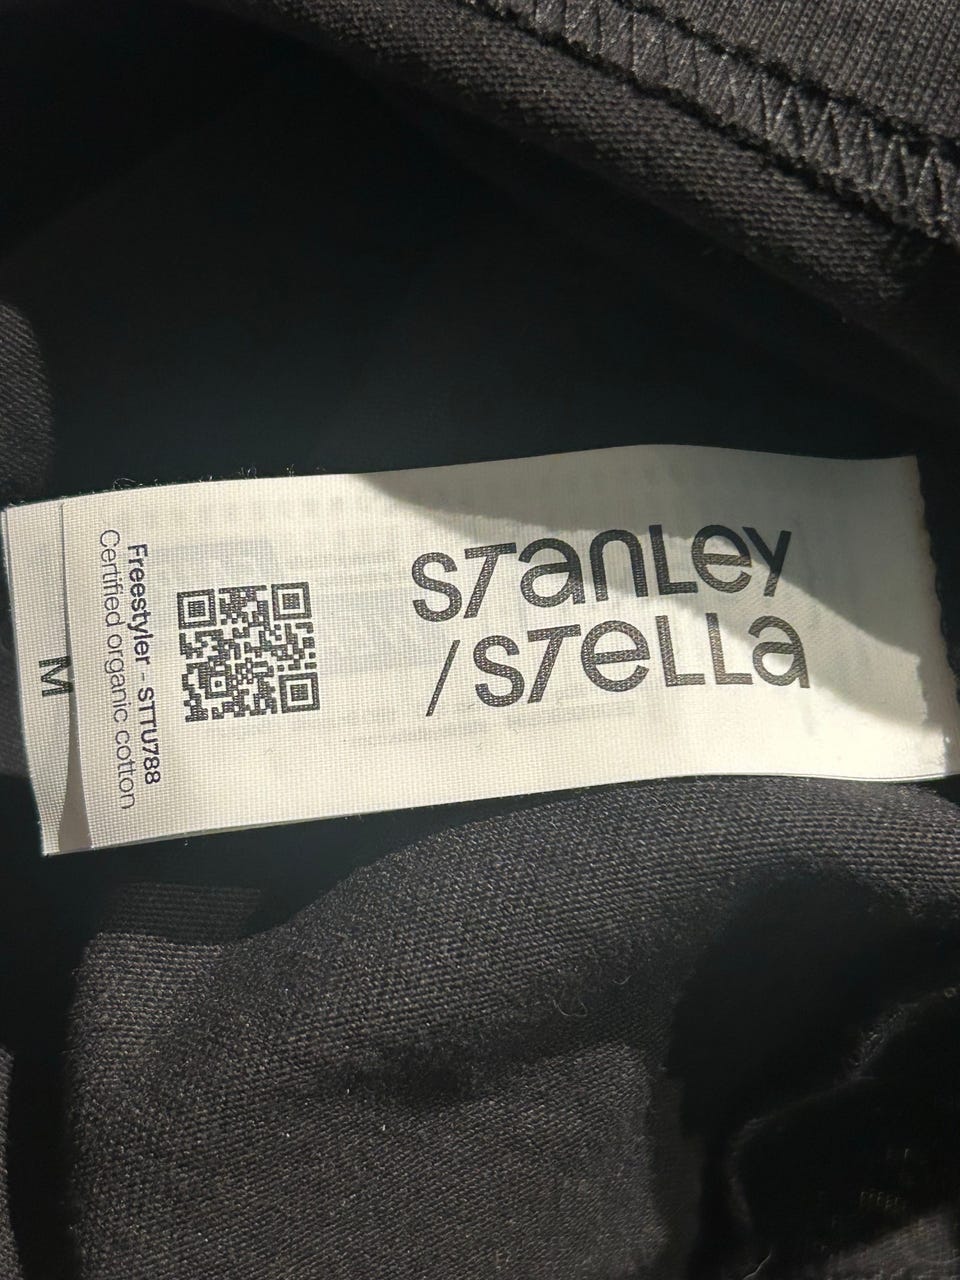 STanLey
/STeLLa
Freestyler - STTU788
Certified organic cotton
M